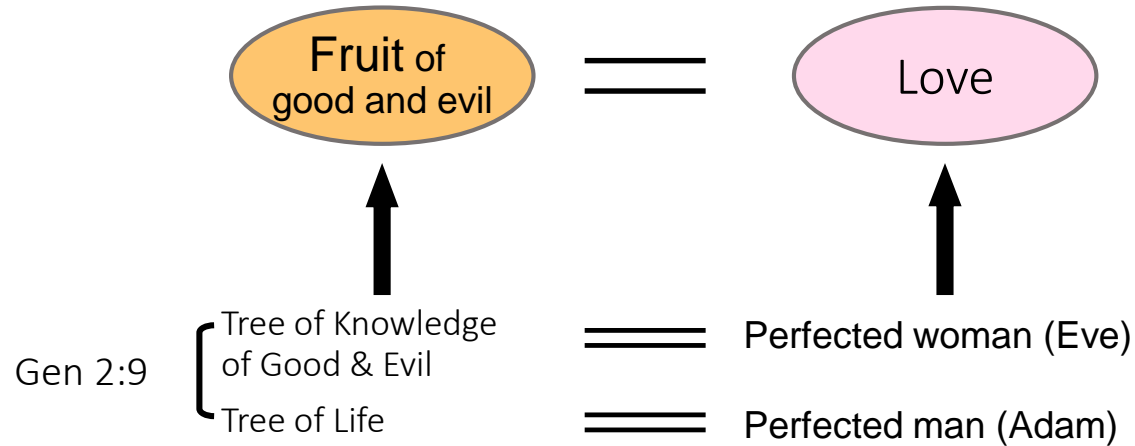 Fruit of
good and evil
Love
Tree of Knowledge
of Good & Evil
Perfected woman (Eve)
Gen 2:9
Tree of Life
Perfected man (Adam)